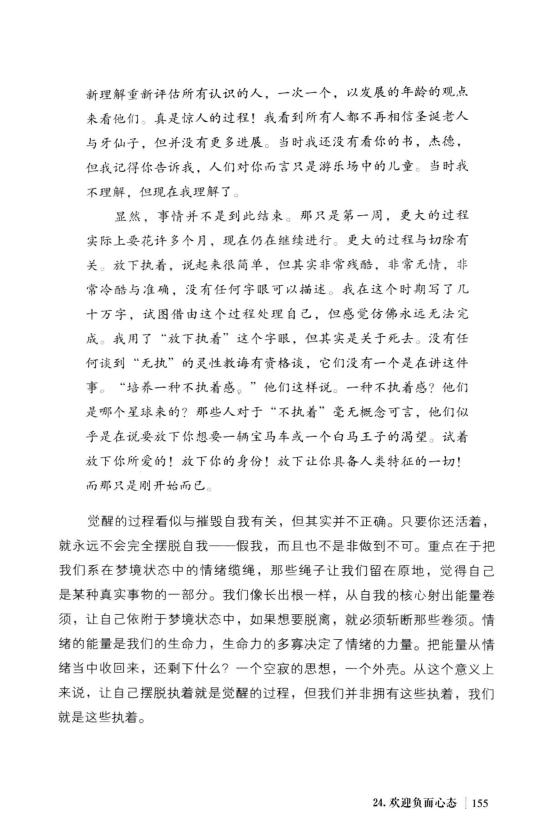 新理解重新评估所有认识的人，一次一个，以发展的年龄的观点
来看他们。真是惊人的过程！我看到所有人都不再相信圣诞老人
与牙仙子，但并没有更多进展。当时我还没有看你的书，杰德，
但我记得你告诉我，人们对你而言只是游乐场中的儿童。当时我
不理解，但现在我理解了。
显然，事情并不是到此结束。那只是第一周，更大的过程
实际上要花许多个月，现在仍在继续进行。更大的过程与切除有
关。放下执着，说起来很简单，但其实非常残酷，非常无情，非
常冷酷与准确，没有任何字眼可以描述。我在这个时期写了几
十万字，试图借由这个过程处理自己，但感觉仿佛永远无法完
成。我用了“放下执着”这个字眼，但其实是关于死去。没有任
何谈到“无执”的灵性教诲有资格谈，它们没有一个是在讲这件
事。“培养一种不执着感。”他们这样说。一种不执着感？他们
是哪个星球来的？那些人对于“不执着”毫无概念可言，他们似
乎是在说要放下你想要一辆宝马车或一个白马王子的渴望。试着
放下你所爱的！放下你的身份！放下让你具备人类特征的一切！
而那只是刚开始而已。
觉醒的过程看似与摧毁自我有关，但其实并不正确。只要你还活着，
就永远不会完全摆脱自我——假我，而且也不是非做到不可。重点在于把
我们系在梦境状态中的情绪缆绳，那些绳子让我们留在原地，觉得自己
是某种真实事物的一部分。我们像长出根一样，从自我的核心射出能量卷
须，让自己依附于梦境状态中，如果想要脱离，就必须斩断那些卷须。情
绪的能量是我们的生命力，生命力的多寡决定了情绪的力量。把能量从情
绪当中收回来，还剩下什么？一个空寂的思想，一个外壳。从这个意义上
来说，让自己摆脱执着就是觉醒的过程，但我们并非拥有这些执着，我们
就是这些执着。
24. 欢迎负面心态 | 155